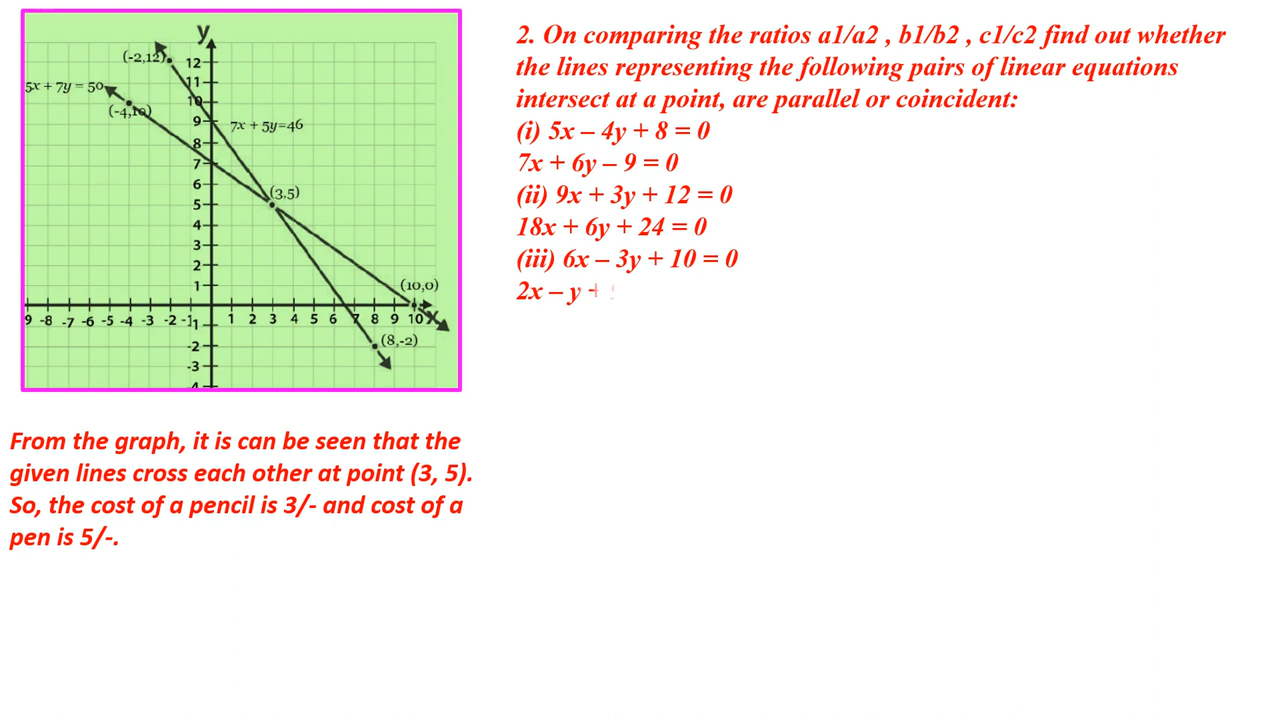 y
(-2,12)
12
5x + 7y = 50
11
10
(-4,10)
9
7x + 5y=46
8
7
6
(3,5)
5
4
3
2
1
(10,0)
9 -8 -7 -6 -5 -4 -3 -2 -1 1 2 3 4 5 6 7 8 9 10 x
-1
-2
(8,-2)
-3
-4
From the graph, it is can be seen that the
given lines cross each other at point (3, 5).
So, the cost of a pencil is 3/- and cost of a
pen is 5/-.
2. On comparing the ratios a1/a2 , b1/b2 , c1/c2 find out whether
the lines representing the following pairs of linear equations
intersect at a point, are parallel or coincident:
(i) 5x – 4y + 8 = 0
7x + 6y – 9 = 0
(ii) 9x + 3y + 12 = 0
18x + 6y + 24 = 0
(iii) 6x – 3y + 10 = 0
2x – y +